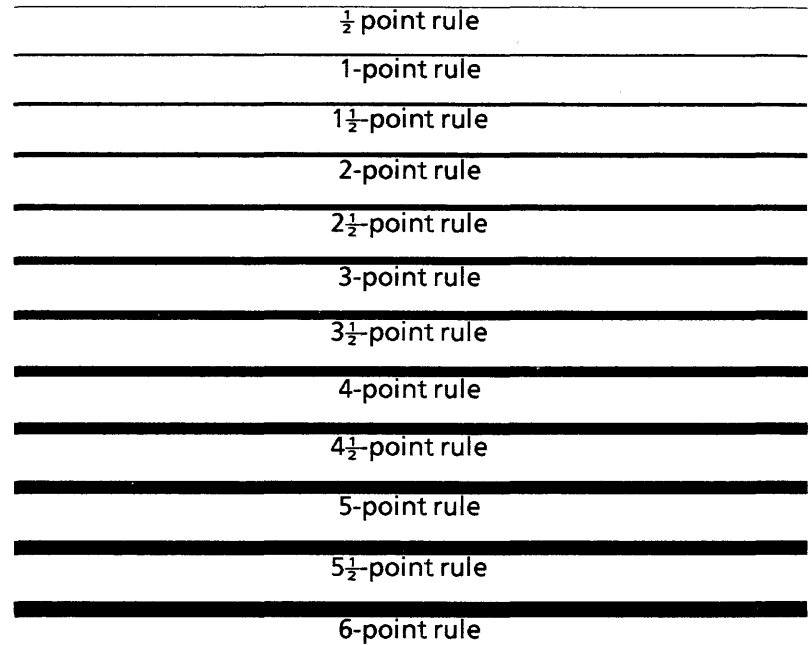 ½ point rule
1-point rule
1½-point rule
2-point rule
2½-point rule
3-point rule
3½-point rule
4-point rule
4½-point rule
5-point rule
5½-point rule
6-point rule